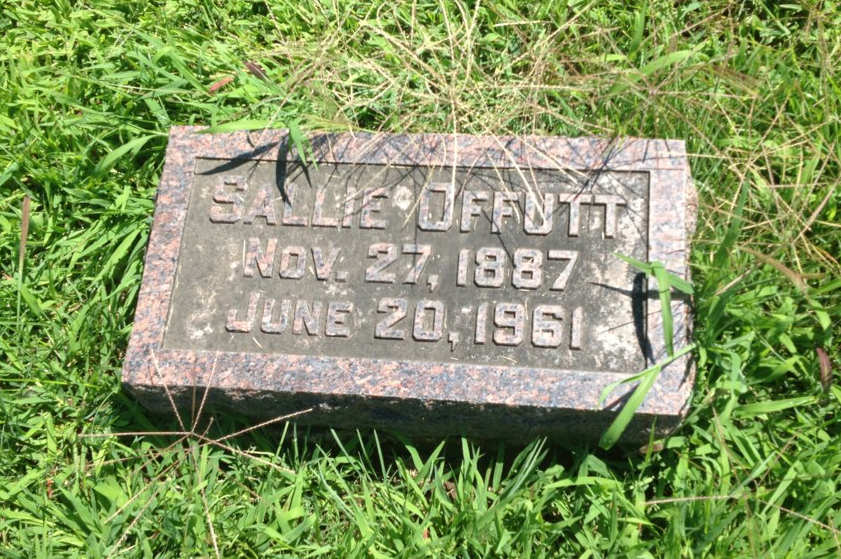 Sallie Offutt
Nov. 27, 1887
June 20, 1961